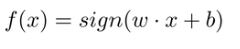 f(x) = sign(w · x + b)